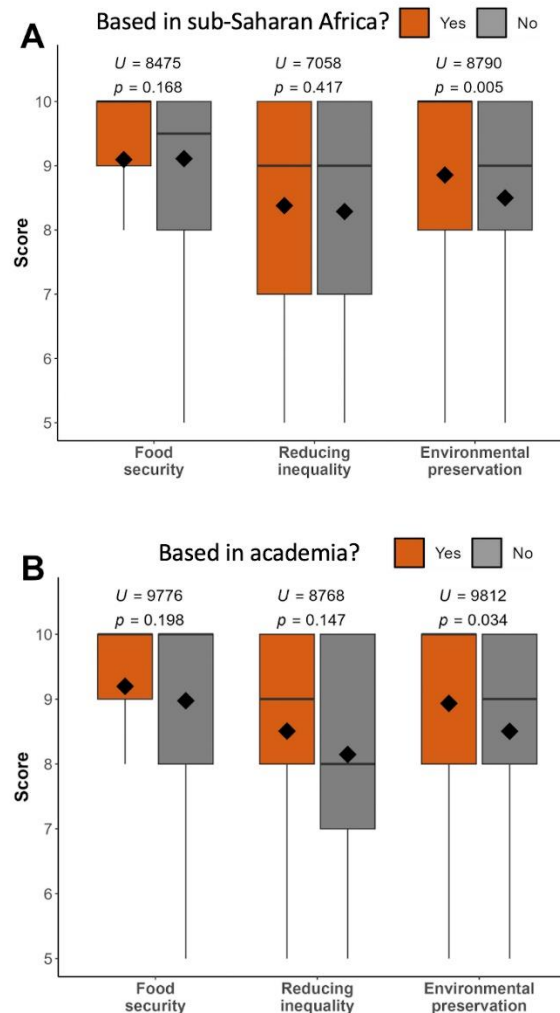 A Based in sub-Saharan Africa? Yes No
U = 8475 U = 7058 U = 8790
p = 0.168 p = 0.417 p = 0.005
10
9
8
7
6
5
Score
Food security
Reducing inequality
Environmental preservation
B Based in academia? Yes No
U = 9776 U = 8768 U = 9812
p = 0.198 p = 0.147 p = 0.034
10
9
8
7
6
5
Score
Food security
Reducing inequality
Environmental preservation